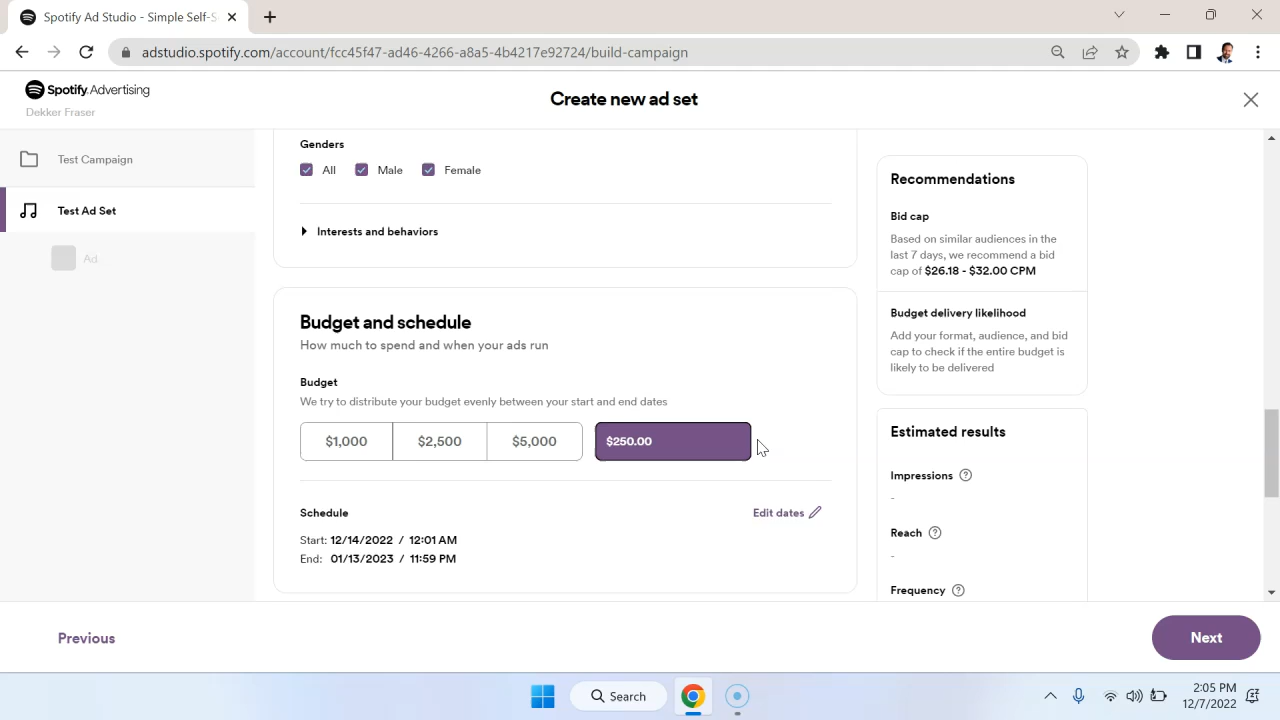 Spotify Advertising - Simple Self-S
adstudio.spotify.com/account/fcc45f47-ad46-4266-a8a5-4b4217e92724/build-campaign
Spotify Advertising
Dekker Fraser
Create new ad set
Test Campaign
Test Ad Set
Ad
Genders
All
Male
Female
Interests and behaviors
Budget and schedule
How much to spend and when your ads run
Budget
We try to distribute your budget evenly between your start and end dates
$1,000
$2,500
$5,000
$250.00
Schedule
Edit dates
Start: 12/14/2022 / 12:01 AM
End: 01/13/2023 / 11:59 PM
Recommendations
Bid cap
Based on similar audiences in the
last 7 days, we recommend a bid
cap of $26.18 - $32.00 CPM
Budget delivery likelihood
Add your format, audience, and bid
cap to check if the entire budget is
likely to be delivered
Estimated results
Impressions ?
-
Reach ?
-
Frequency ?
Previous
Next
Search
2:05 PM
12/7/2022